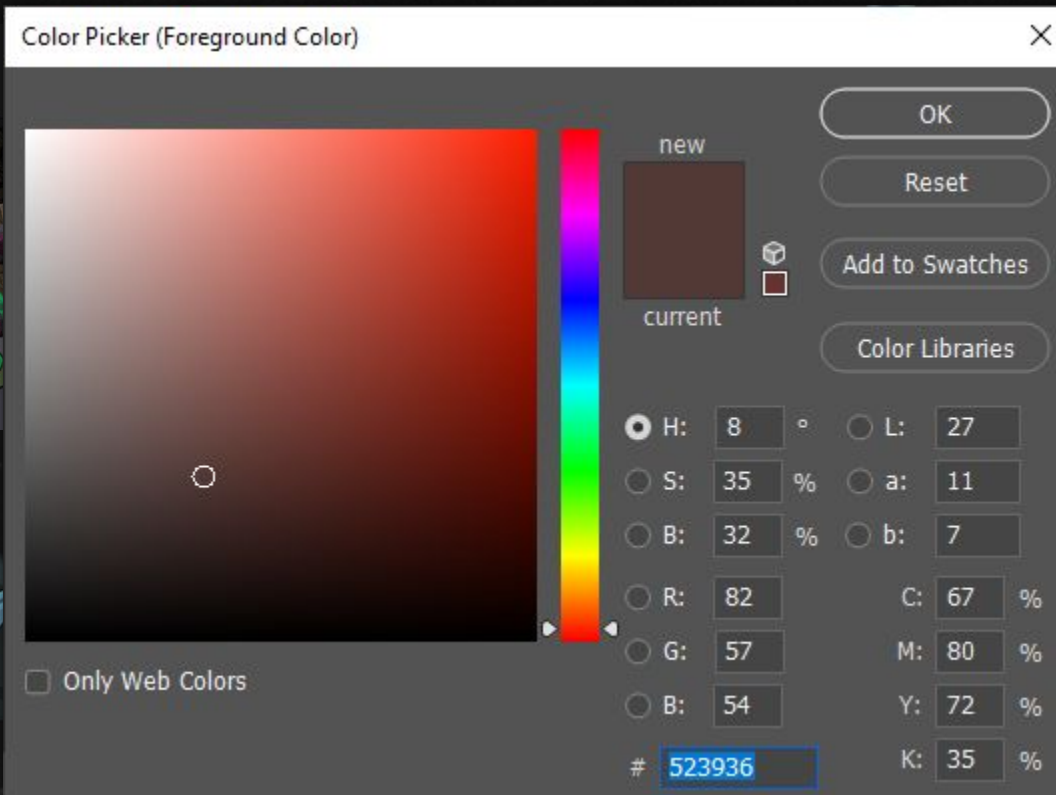 Color Picker (Foreground Color)
new
current
OK
Reset
Add to Swatches
Color Libraries
H: 8 °
S: 35 %
B: 32 %
R: 82
G: 57
B: 54
# 523936
L: 27
a: 11
b: 7
C: 67 %
M: 80 %
Y: 72 %
K: 35 %
Only Web Colors